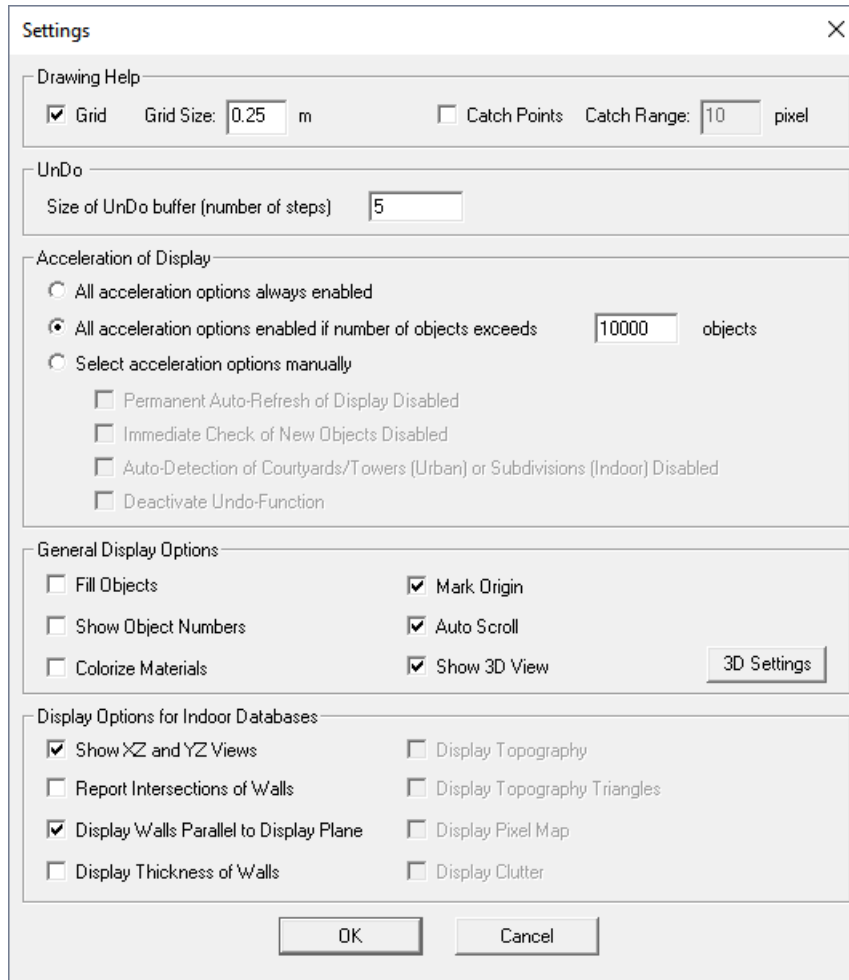 Settings
Drawing Help
Grid Grid Size: 0.25 m Catch Points Catch Range: 10 pixel
UnDo
Size of UnDo buffer (number of steps) 5
Acceleration of Display
All acceleration options always enabled
All acceleration options enabled if number of objects exceeds 10000 objects
Select acceleration options manually
Permanent Auto-Refresh of Display Disabled
Immediate Check of New Objects Disabled
Auto-Detection of Courtyards/Towers (Urban) or Subdivisions (Indoor) Disabled
Deactivate Undo-Function
General Display Options
Fill Objects Mark Origin
Show Object Numbers Auto Scroll
Colorize Materials Show 3D View 3D Settings
Display Options for Indoor Databases
Show XZ and YZ Views Display Topography
Report Intersections of Walls Display Topography Triangles
Display Walls Parallel to Display Plane Display Pixel Map
Display Thickness of Walls Display Clutter
OK Cancel